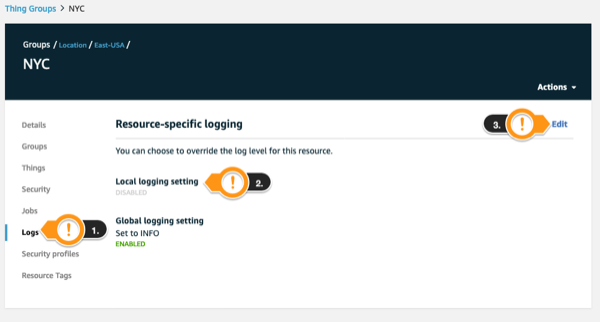 Thing Groups > NYC
Groups / Location / East-USA /
NYC
Actions
Details
Groups
Things
Security
Jobs
Logs
Security profiles
Resource Tags
! 1.
Resource-specific logging
3. ! Edit
You can choose to override the log level for this resource.
Local logging setting ! 2.
DISABLED
Global logging setting
Set to INFO
ENABLED